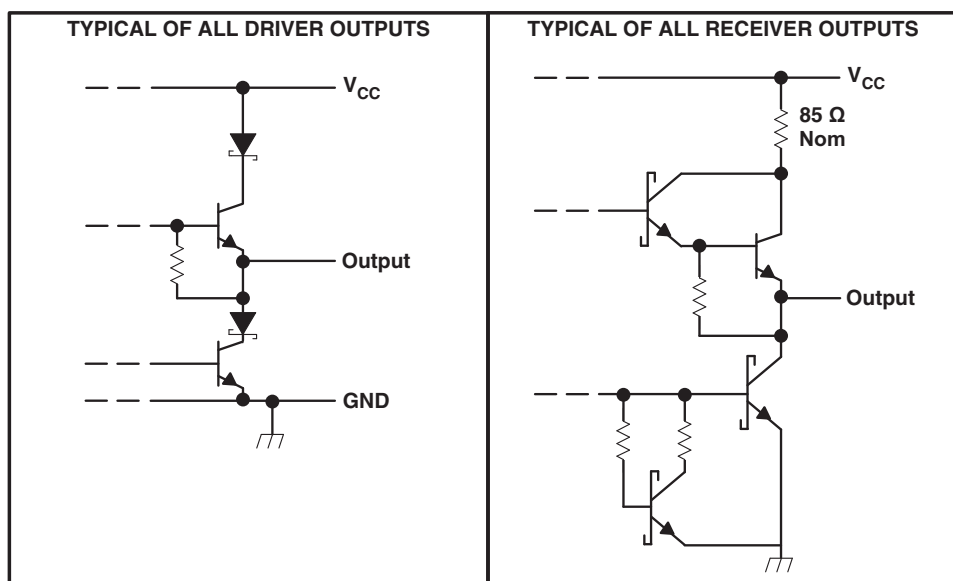 TYPICAL OF ALL DRIVER OUTPUTS
VCC
Output
GND
TYPICAL OF ALL RECEIVER OUTPUTS
VCC
85 Ω
Nom
Output